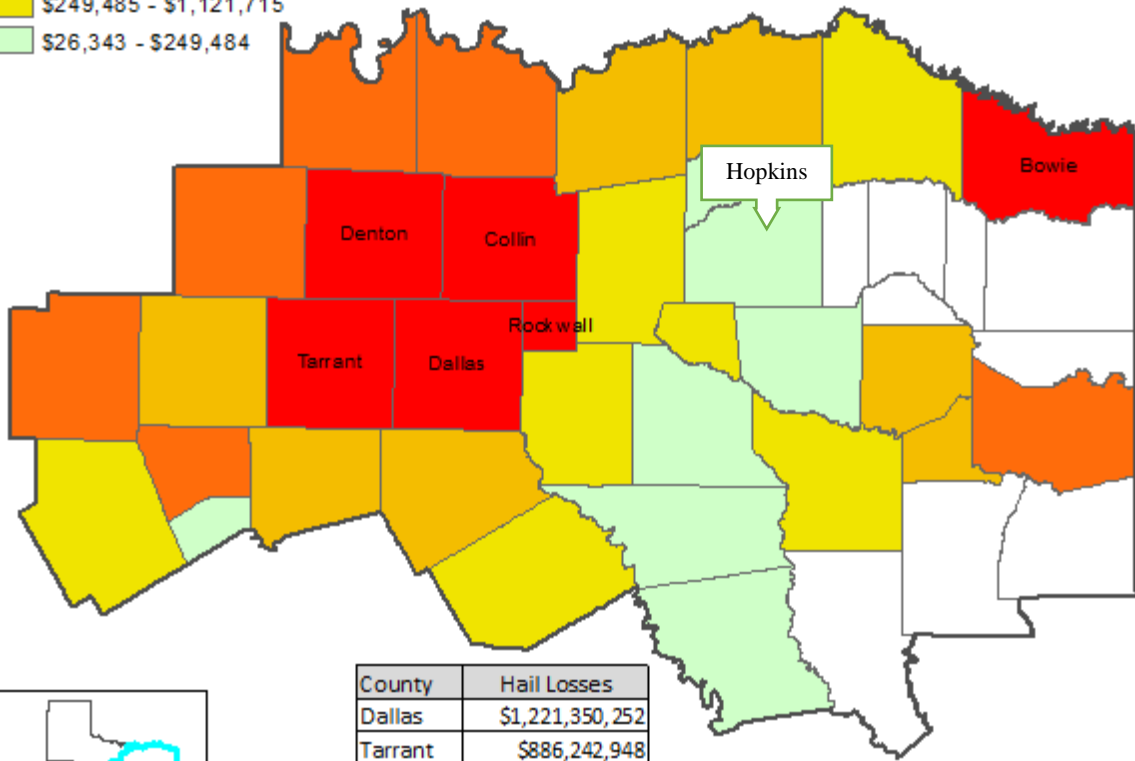 $249,485 - $1,121,715
$26,343 - $249,484
Hopkins
Bowie
Denton
Collin
Rockwall
Tarrant
Dallas
County Hail Losses
Dallas $1,221,350,252
Tarrant $886,242,948